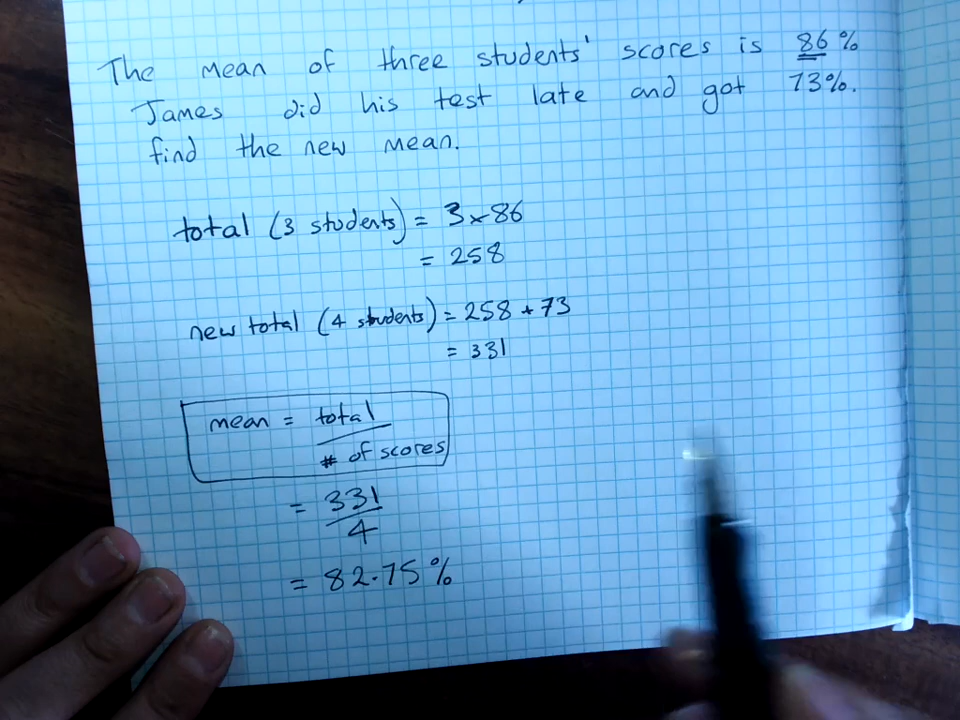 The mean of three students' scores is 86%
James did his test late and got 73%.
find the new mean.
total (3 students) = 3 × 86
= 258
new total (4 students) = 258 + 73
= 331
mean = total
# of scores
= 331
4
= 82.75%